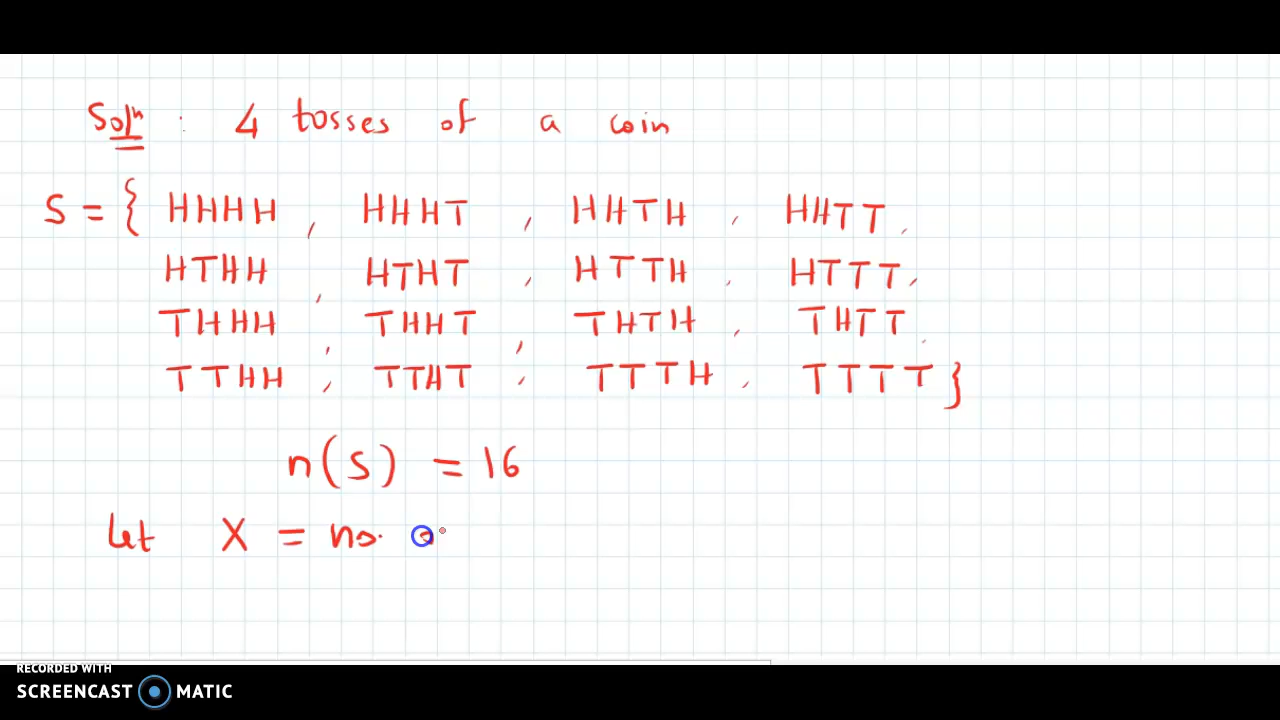 Solⁿ : 4 tosses of a coin
S = { HHHH , HHHT , HHTH , HHTT ,
HTHH , HTHT , HTTH , HTTT ,
THHH , THHT , THTH , THTT ,
TTHH , TTHT , TTTH , TTTT }
n(S) = 16
Let X = no.
RECORDED WITH
SCREENCAST MATIC